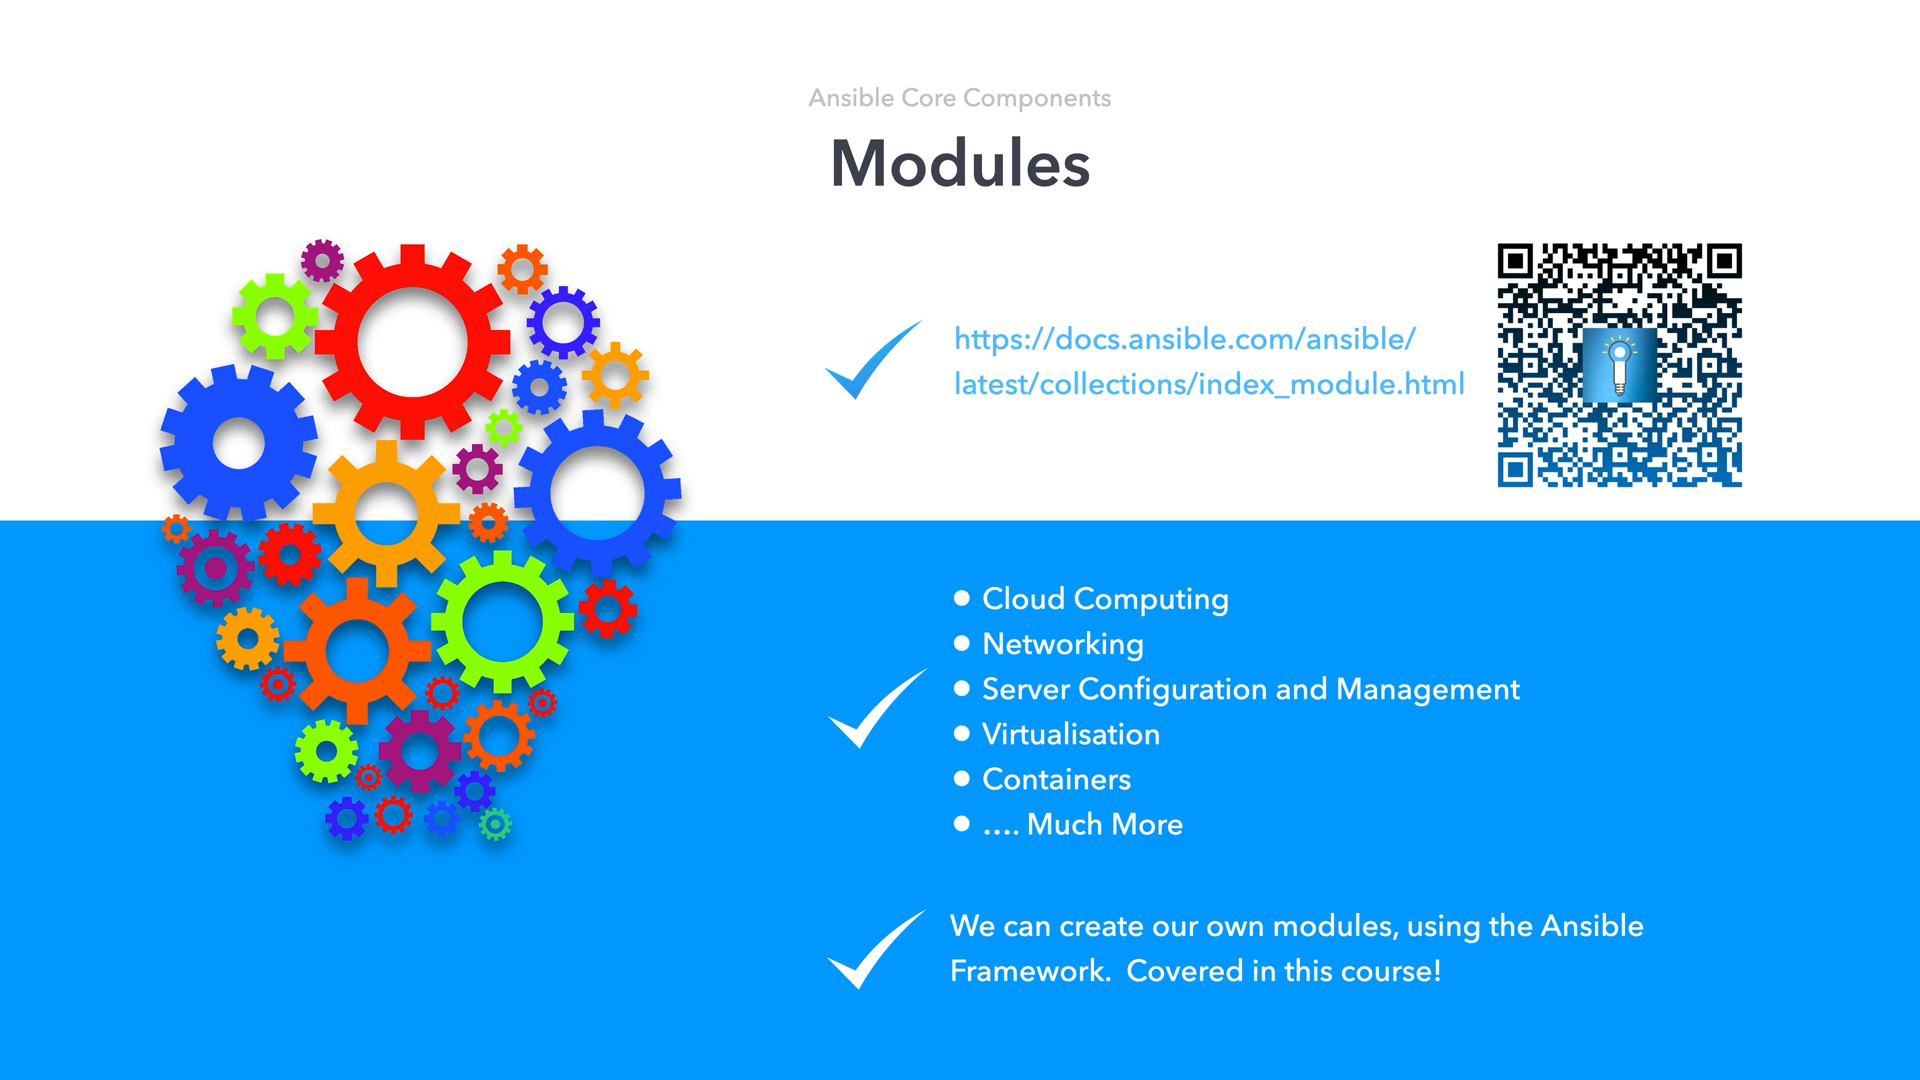 Ansible Core Components
Modules
https://docs.ansible.com/ansible/
latest/collections/index_module.html
• Cloud Computing
• Networking
• Server Configuration and Management
• Virtualisation
• Containers
• .... Much More
We can create our own modules, using the Ansible
Framework.  Covered in this course!